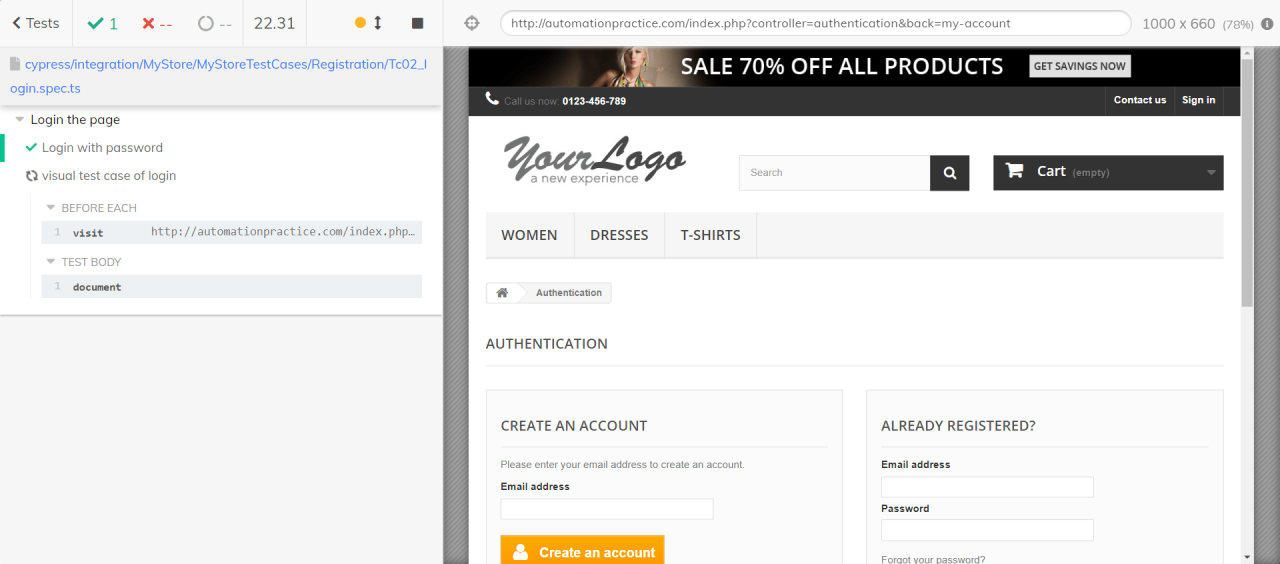 Tests
1
--
--
22.31
http://automationpractice.com/index.php?controller=authentication&back=my-account
1000 x 660 (78%)
cypress/integration/MyStore/MyStoreTestCases/Registration/Tc02_l
ogin.spec.ts
Login the page
Login with password
visual test case of login
BEFORE EACH
1 visit http://automationpractice.com/index.php…
TEST BODY
1 document
SALE 70% OFF ALL PRODUCTS
GET SAVINGS NOW
Call us now: 0123-456-789
Contact us
Sign in
YourLogo
a new experience
Search
Cart (empty)
WOMEN
DRESSES
T-SHIRTS
Authentication
AUTHENTICATION
CREATE AN ACCOUNT
Please enter your email address to create an account.
Email address
Create an account
ALREADY REGISTERED?
Email address
Password
Forgot your password?